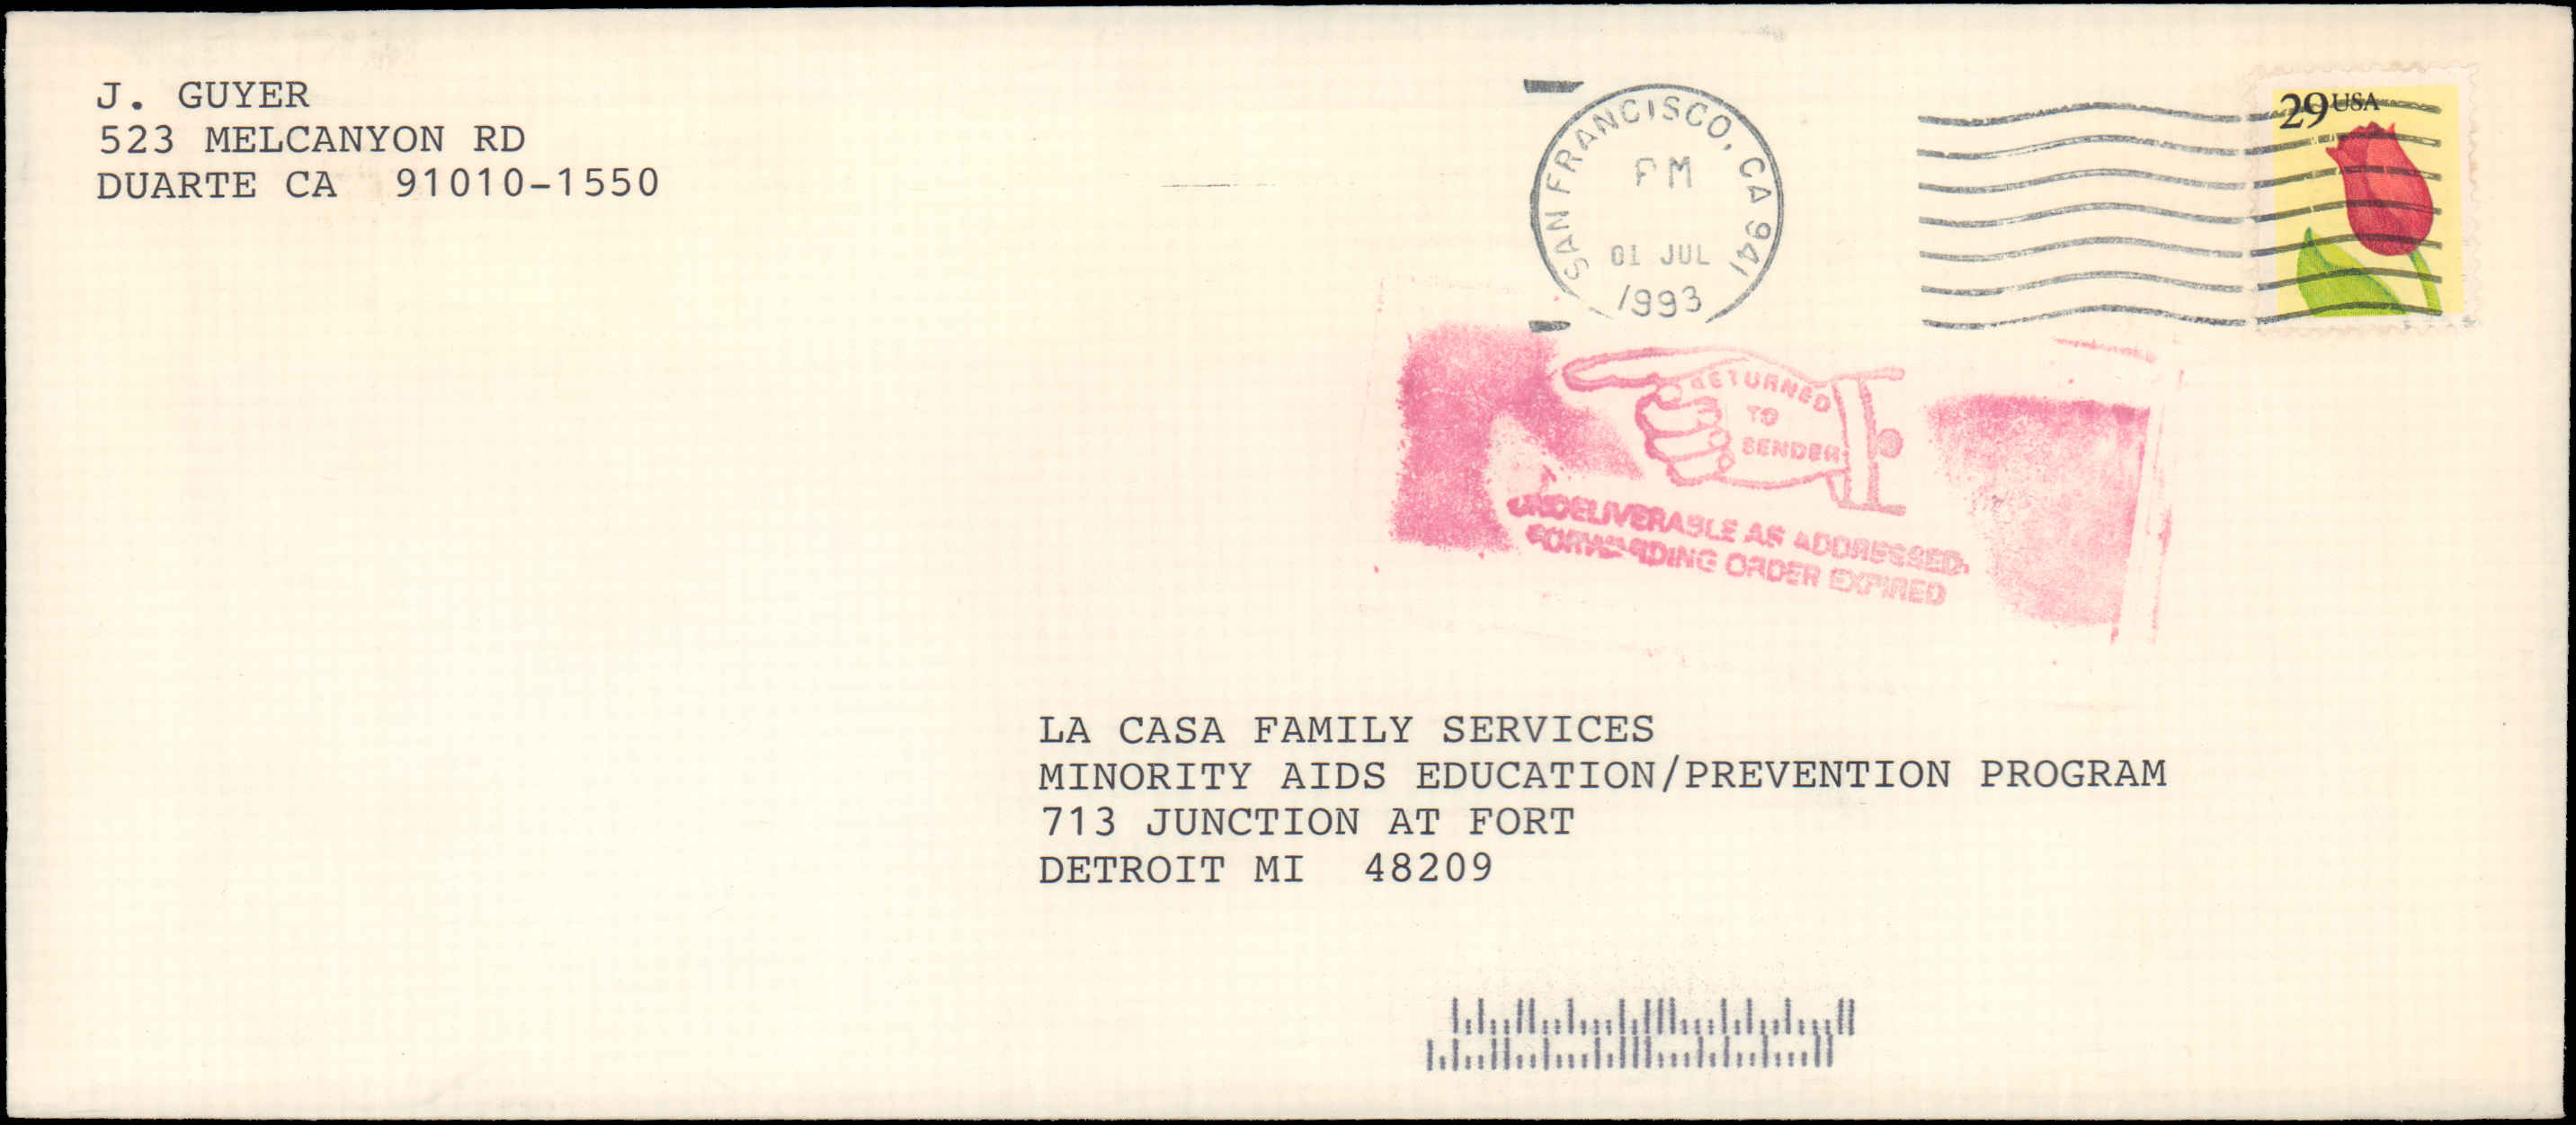 J. GUYER
523 MELCANYON RD
DUARTE CA  91010-1550
SAN FRANCISCO, CA 941
PM
01 JUL
1993
29 USA
RETURNED
TO
SENDER
UNDELIVERABLE AS ADDRESSED.
FORWARDING ORDER EXPIRED
LA CASA FAMILY SERVICES
MINORITY AIDS EDUCATION/PREVENTION PROGRAM
713 JUNCTION AT FORT
DETROIT MI  48209